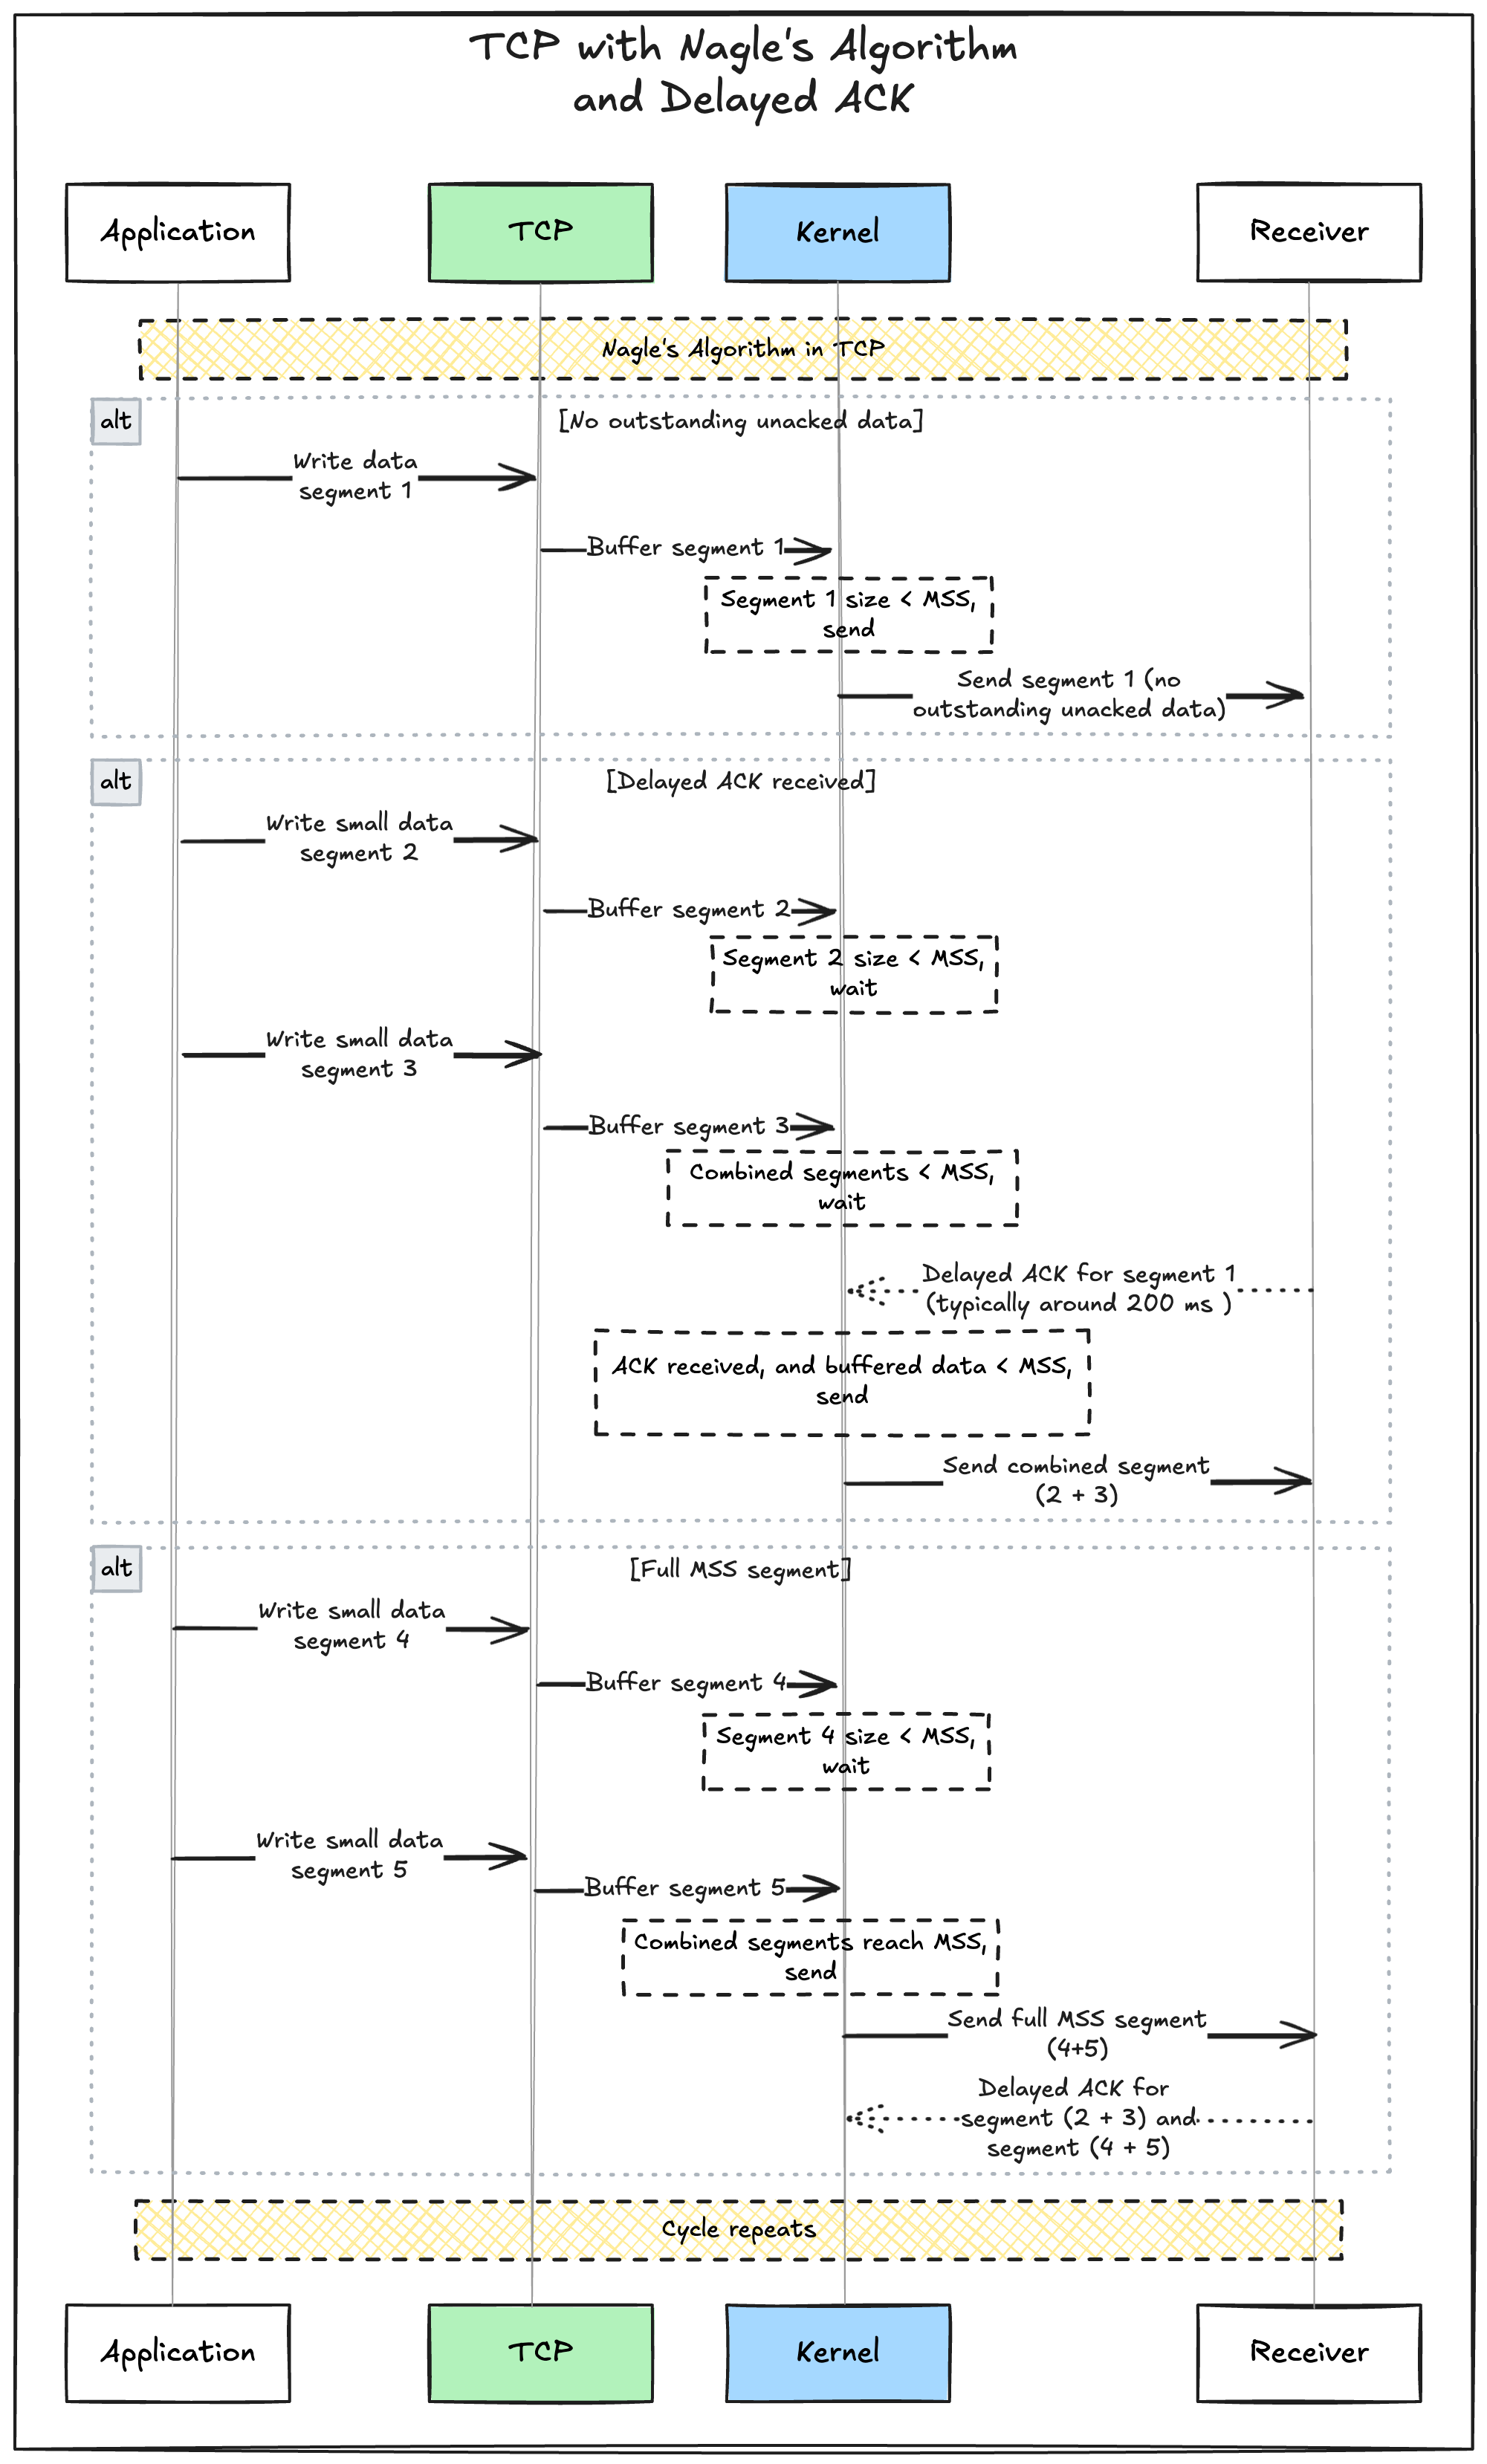 TCP with Nagle's Algorithm
and Delayed ACK
Application
TCP
Kernel
Receiver
Nagle's Algorithm in TCP
alt
[No outstanding unacked data]
Write data
segment 1
Buffer segment 1
Segment 1 size < MSS,
send
Send segment 1 (no
outstanding unacked data)
alt
[Delayed ACK received]
Write small data
segment 2
Buffer segment 2
Segment 2 size < MSS,
wait
Write small data
segment 3
Buffer segment 3
Combined segments < MSS,
wait
Delayed ACK for segment 1
(typically around 200 ms )
ACK received, and buffered data < MSS,
send
Send combined segment
(2 + 3)
alt
[Full MSS segment]
Write small data
segment 4
Buffer segment 4
Segment 4 size < MSS,
wait
Write small data
segment 5
Buffer segment 5
Combined segments reach MSS,
send
Send full MSS segment
(4+5)
Delayed ACK for
segment (2 + 3) and
segment (4 + 5)
Cycle repeats
Application
TCP
Kernel
Receiver